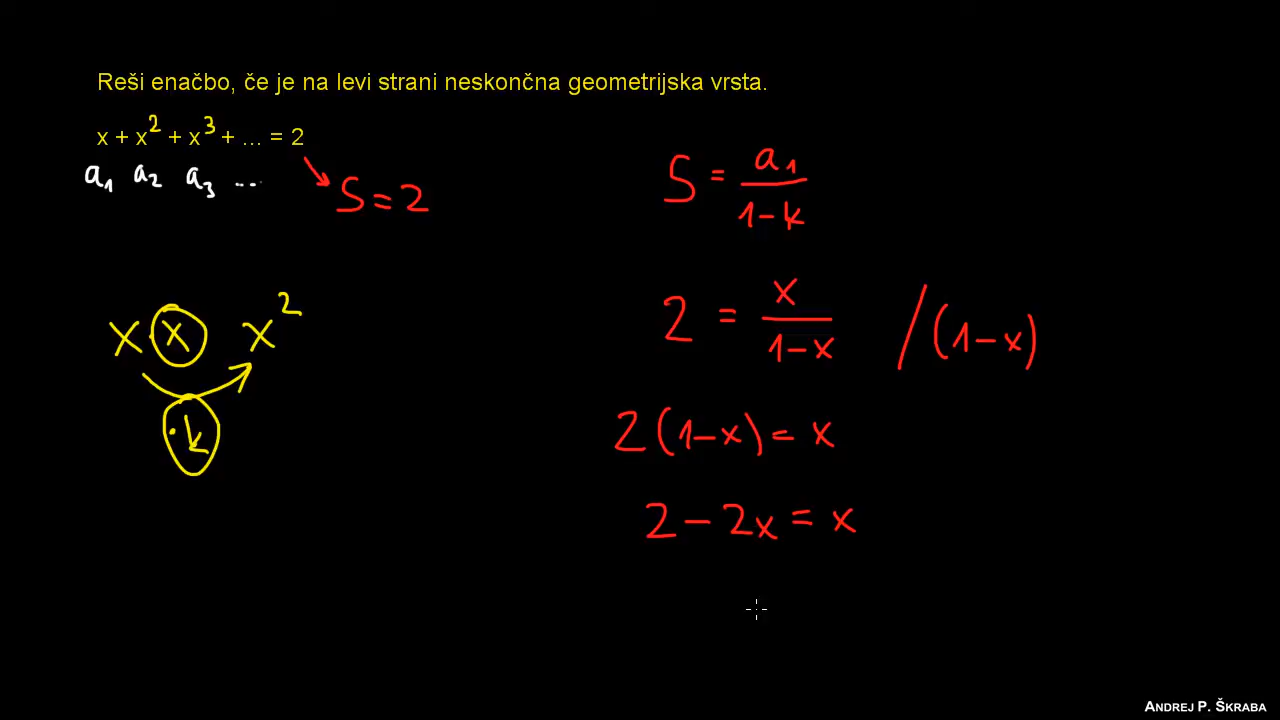 Reši enačbo, če je na levi strani neskončna geometrijska vrsta.
x + x² + x³ + ... = 2
a₁ a₂ a₃ ...
S = 2
x · x x²
· k
S = a₁ / (1 - k)
2 = x / (1 - x) / (1 - x)
2 (1 - x) = x
2 - 2x = x
ANDREJ P. ŠKRABA